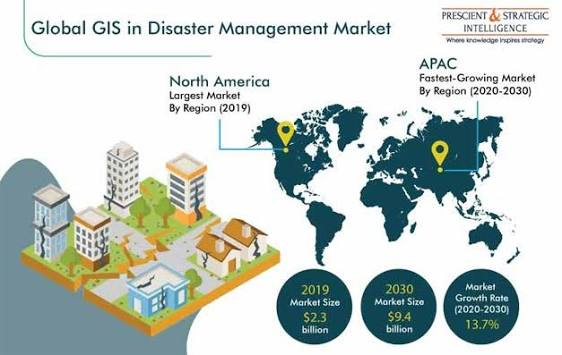 Global GIS in Disaster Management Market
PRESCIENT & STRATEGIC
INTELLIGENCE
Where knowledge inspires strategy
North America
Largest Market
By Region (2019)
APAC
Fastest-Growing Market
By Region (2020-2030)
2019
Market Size
$2.3
billion
2030
Market Size
$9.4
billion
Market
Growth Rate
(2020-2030)
13.7%